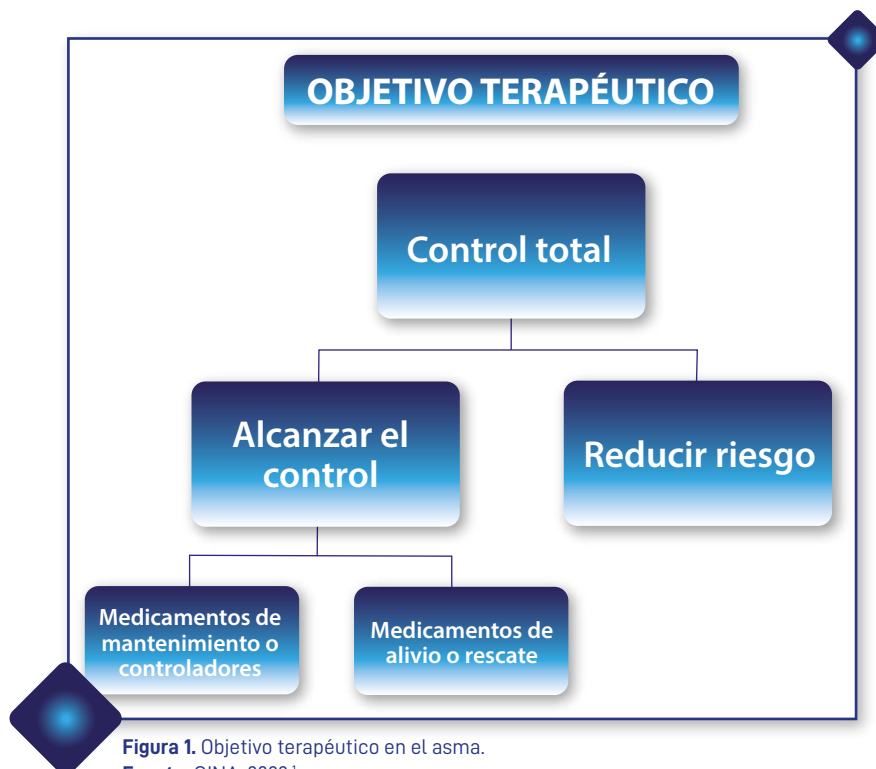 OBJETIVO TERAPÉUTICO
Control total
Alcanzar el
control
Reducir riesgo
Medicamentos de
mantenimiento o
controladores
Medicamentos de
alivio o rescate
Figura 1. Objetivo terapéutico en el asma.